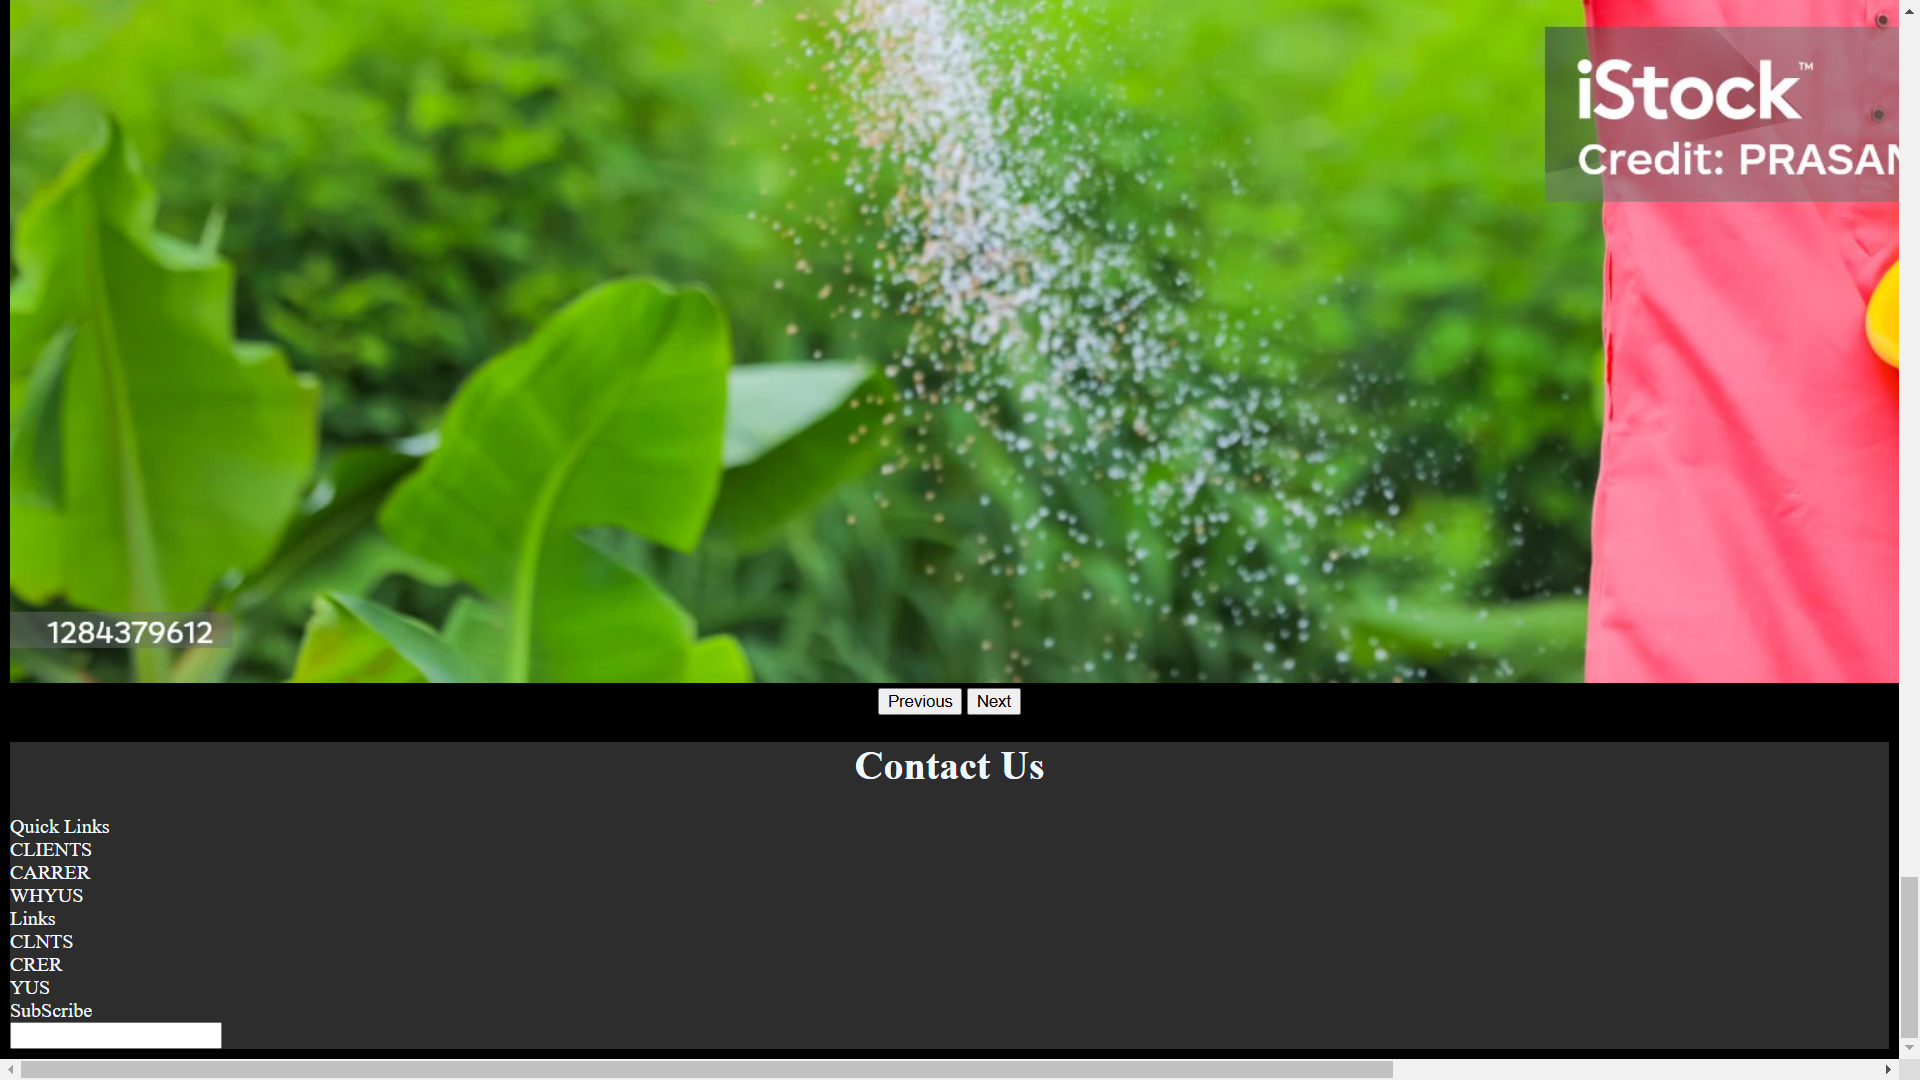 iStock™
Credit: PRASAN
1284379612
Previous Next
Contact Us
Quick Links
CLIENTS
CARRER
WHYUS
Links
CLNTS
CRER
YUS
SubScribe